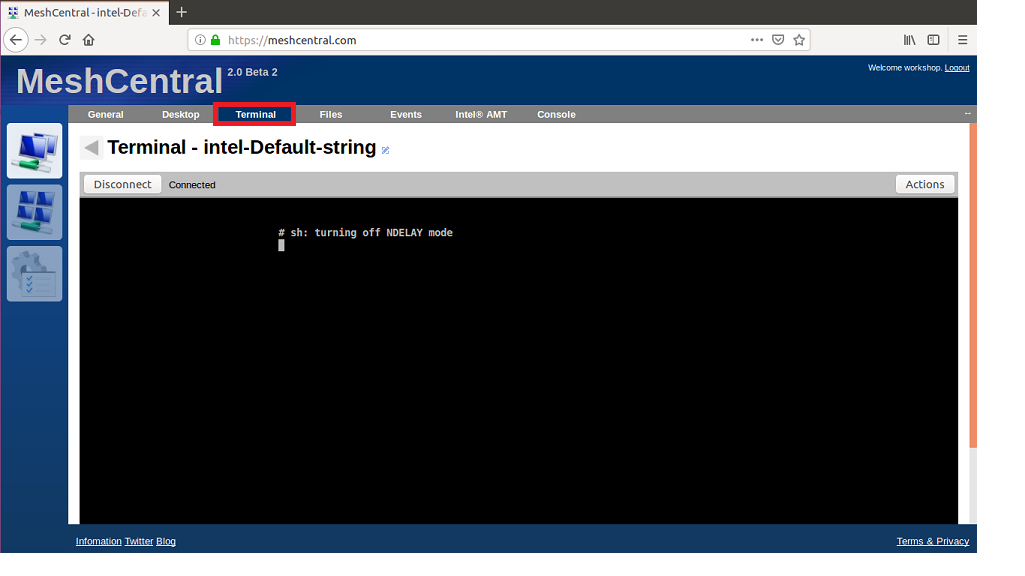 MeshCentral - intel-Defa
https://meshcentral.com
MeshCentral 2.0 Beta 2
Welcome workshop. Logout
General Desktop Terminal Files Events Intel® AMT Console
Terminal - intel-Default-string
Disconnect Connected Actions
# sh: turning off NDELAY mode
Infomation Twitter Blog Terms & Privacy